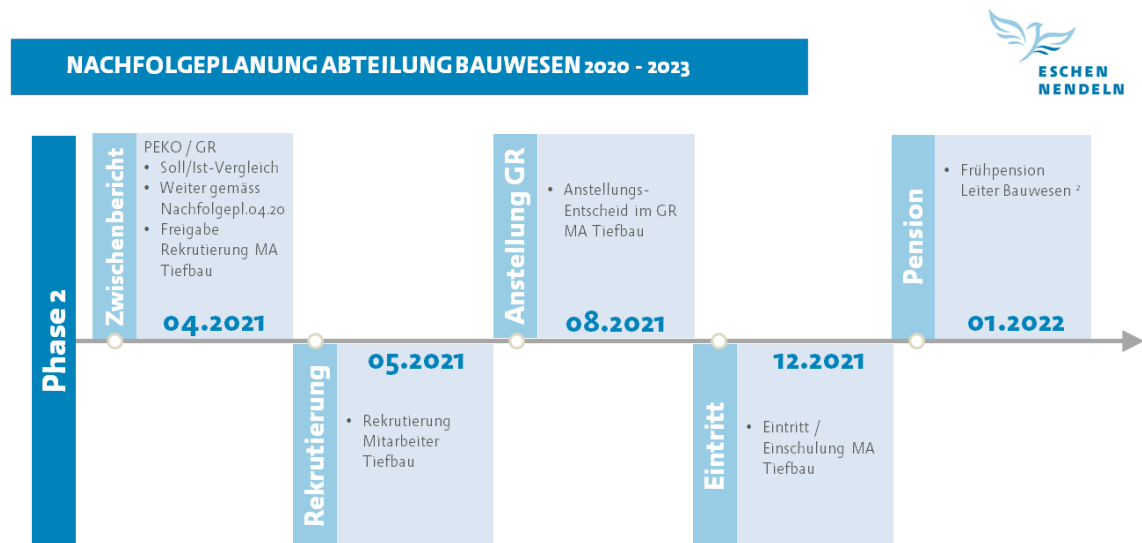 NACHFOLGEPLANUNG ABTEILUNG BAUWESEN 2020 - 2023
ESCHEN
NENDELN
Phase 2
Zwischenbericht
PEKO / GR
• Soll/Ist-Vergleich
• Weiter gemäss
Nachfolgepl.04.20
• Freigabe
Rekrutierung MA
Tiefbau
04.2021
Rekrutierung
05.2021
• Rekrutierung
Mitarbeiter
Tiefbau
Anstellung GR
• Anstellungs-
Entscheid im GR
MA Tiefbau
08.2021
Eintritt
12.2021
• Eintritt /
Einschulung MA
Tiefbau
Pension
• Frühpension
Leiter Bauwesen ²
01.2022